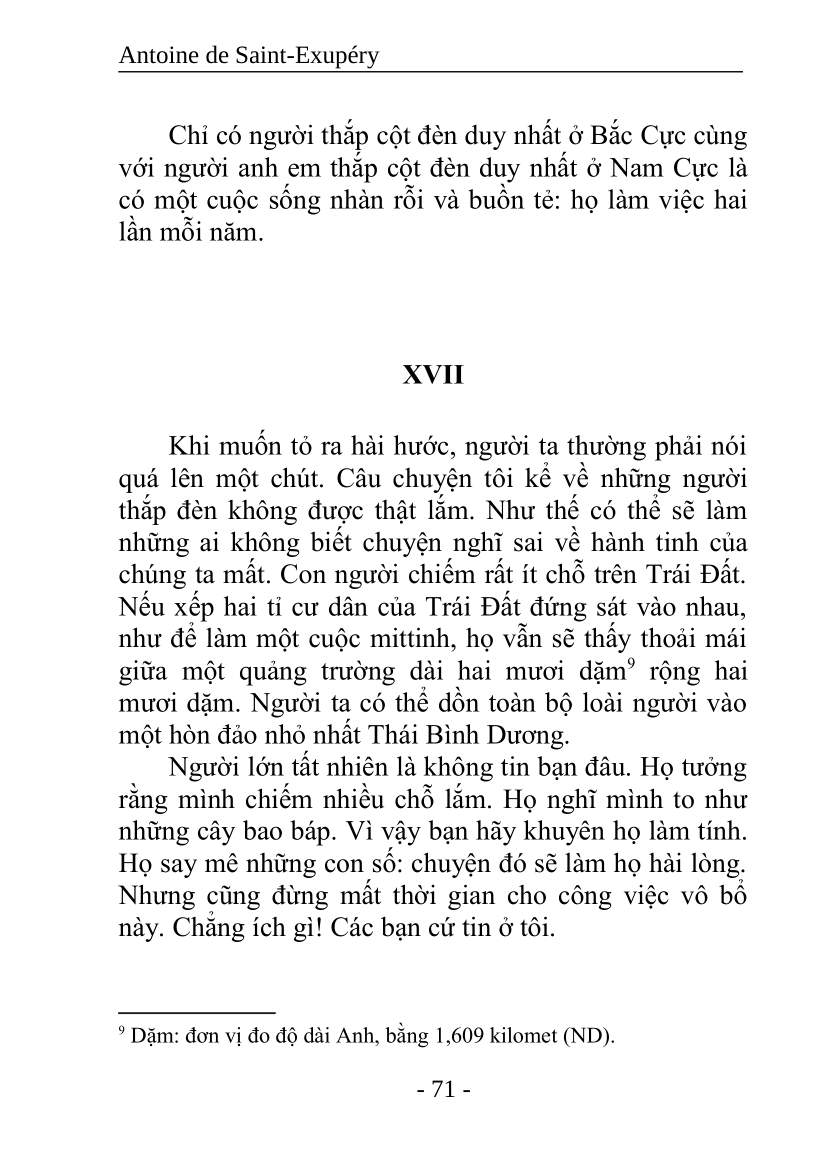 Antoine de Saint-Exupéry
Chỉ có người thắp cột đèn duy nhất ở Bắc Cực cùng
với người anh em thắp cột đèn duy nhất ở Nam Cực là
có một cuộc sống nhàn rỗi và buồn tẻ: họ làm việc hai
lần mỗi năm.
XVII
Khi muốn tỏ ra hài hước, người ta thường phải nói
quá lên một chút. Câu chuyện tôi kể về những người
thắp đèn không được thật lắm. Như thế có thể sẽ làm
những ai không biết chuyện nghĩ sai về hành tinh của
chúng ta mất. Con người chiếm rất ít chỗ trên Trái Đất.
Nếu xếp hai tỉ cư dân của Trái Đất đứng sát vào nhau,
như để làm một cuộc mittinh, họ vẫn sẽ thấy thoải mái
giữa một quảng trường dài hai mươi dặm⁹ rộng hai
mươi dặm. Người ta có thể dồn toàn bộ loài người vào
một hòn đảo nhỏ nhất Thái Bình Dương.
Người lớn tất nhiên là không tin bạn đâu. Họ tưởng
rằng mình chiếm nhiều chỗ lắm. Họ nghĩ mình to như
những cây bao báp. Vì vậy bạn hãy khuyên họ làm tính.
Họ say mê những con số: chuyện đó sẽ làm họ hài lòng.
Nhưng cũng đừng mất thời gian cho công việc vô bổ
này. Chẳng ích gì! Các bạn cứ tin ở tôi.
⁹ Dặm: đơn vị đo độ dài Anh, bằng 1,609 kilomet (ND).
- 71 -